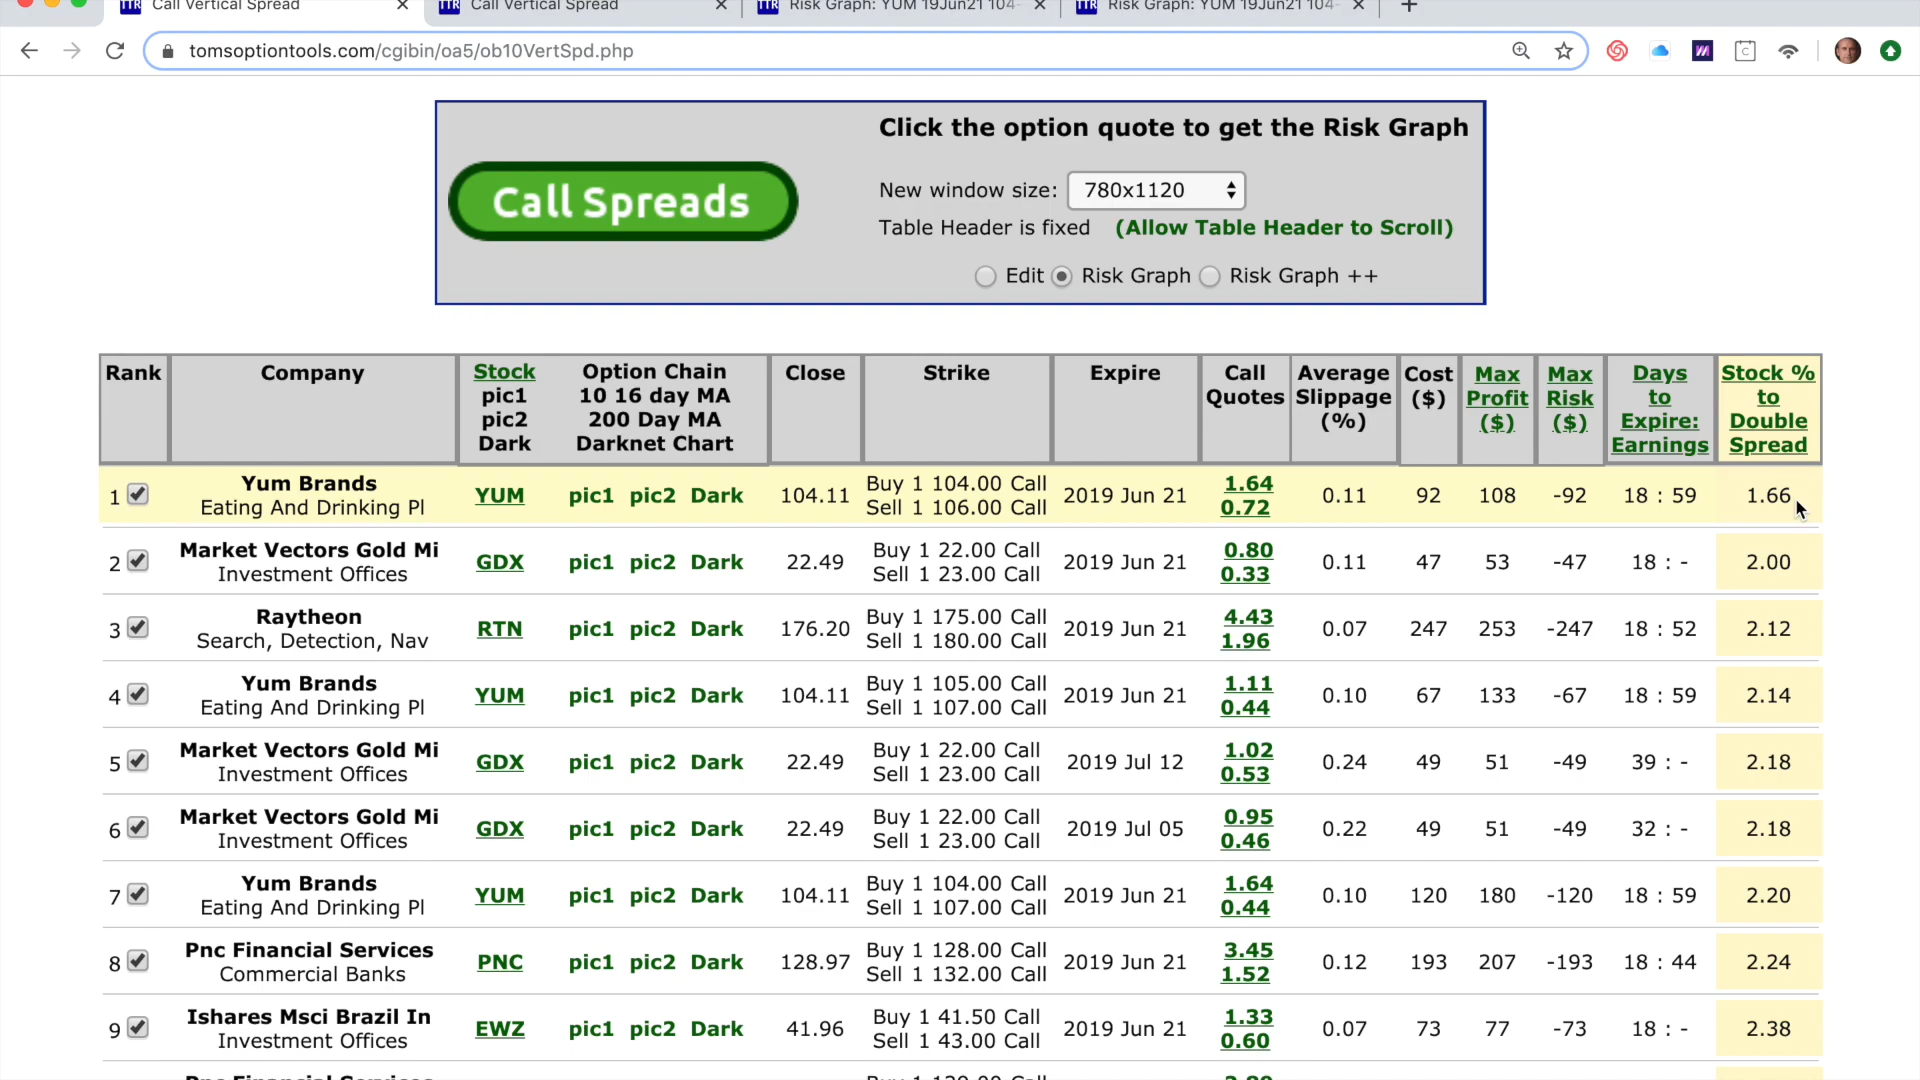 Call Vertical Spread
Call Vertical Spread
Risk Graph: YUM 19Jun21 104-
Risk Graph: YUM 19Jun21 104-
tomsoptiontools.com/cgibin/oa5/ob10VertSpd.php
Click the option quote to get the Risk Graph
Call Spreads
New window size: 780x1120
Table Header is fixed (Allow Table Header to Scroll)
Edit Risk Graph Risk Graph ++
Rank Company Stock pic1 pic2 Dark Option Chain 10 16 day MA 200 Day MA Darknet Chart Close Strike Expire Call Quotes Average Slippage (%) Cost ($) Max Profit ($) Max Risk ($) Days to Expire: Earnings Stock % to Double Spread
1 Yum Brands Eating And Drinking Pl YUM pic1 pic2 Dark 104.11 Buy 1 104.00 Call Sell 1 106.00 Call 2019 Jun 21 1.64 0.72 0.11 92 108 -92 18 : 59 1.66
2 Market Vectors Gold Mi Investment Offices GDX pic1 pic2 Dark 22.49 Buy 1 22.00 Call Sell 1 23.00 Call 2019 Jun 21 0.80 0.33 0.11 47 53 -47 18 : - 2.00
3 Raytheon Search, Detection, Nav RTN pic1 pic2 Dark 176.20 Buy 1 175.00 Call Sell 1 180.00 Call 2019 Jun 21 4.43 1.96 0.07 247 253 -247 18 : 52 2.12
4 Yum Brands Eating And Drinking Pl YUM pic1 pic2 Dark 104.11 Buy 1 105.00 Call Sell 1 107.00 Call 2019 Jun 21 1.11 0.44 0.10 67 133 -67 18 : 59 2.14
5 Market Vectors Gold Mi Investment Offices GDX pic1 pic2 Dark 22.49 Buy 1 22.00 Call Sell 1 23.00 Call 2019 Jul 12 1.02 0.53 0.24 49 51 -49 39 : - 2.18
6 Market Vectors Gold Mi Investment Offices GDX pic1 pic2 Dark 22.49 Buy 1 22.00 Call Sell 1 23.00 Call 2019 Jul 05 0.95 0.46 0.22 49 51 -49 32 : - 2.18
7 Yum Brands Eating And Drinking Pl YUM pic1 pic2 Dark 104.11 Buy 1 104.00 Call Sell 1 107.00 Call 2019 Jun 21 1.64 0.44 0.10 120 180 -120 18 : 59 2.20
8 Pnc Financial Services Commercial Banks PNC pic1 pic2 Dark 128.97 Buy 1 128.00 Call Sell 1 132.00 Call 2019 Jun 21 3.45 1.52 0.12 193 207 -193 18 : 44 2.24
9 Ishares Msci Brazil In Investment Offices EWZ pic1 pic2 Dark 41.96 Buy 1 41.50 Call Sell 1 43.00 Call 2019 Jun 21 1.33 0.60 0.07 73 77 -73 18 : - 2.38